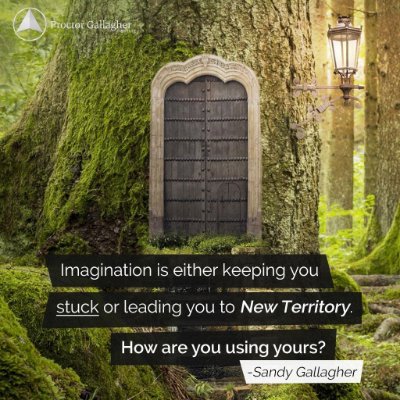 Proctor Gallagher
Imagination is either keeping you
stuck or leading you to New Territory.
How are you using yours?
-Sandy Gallagher